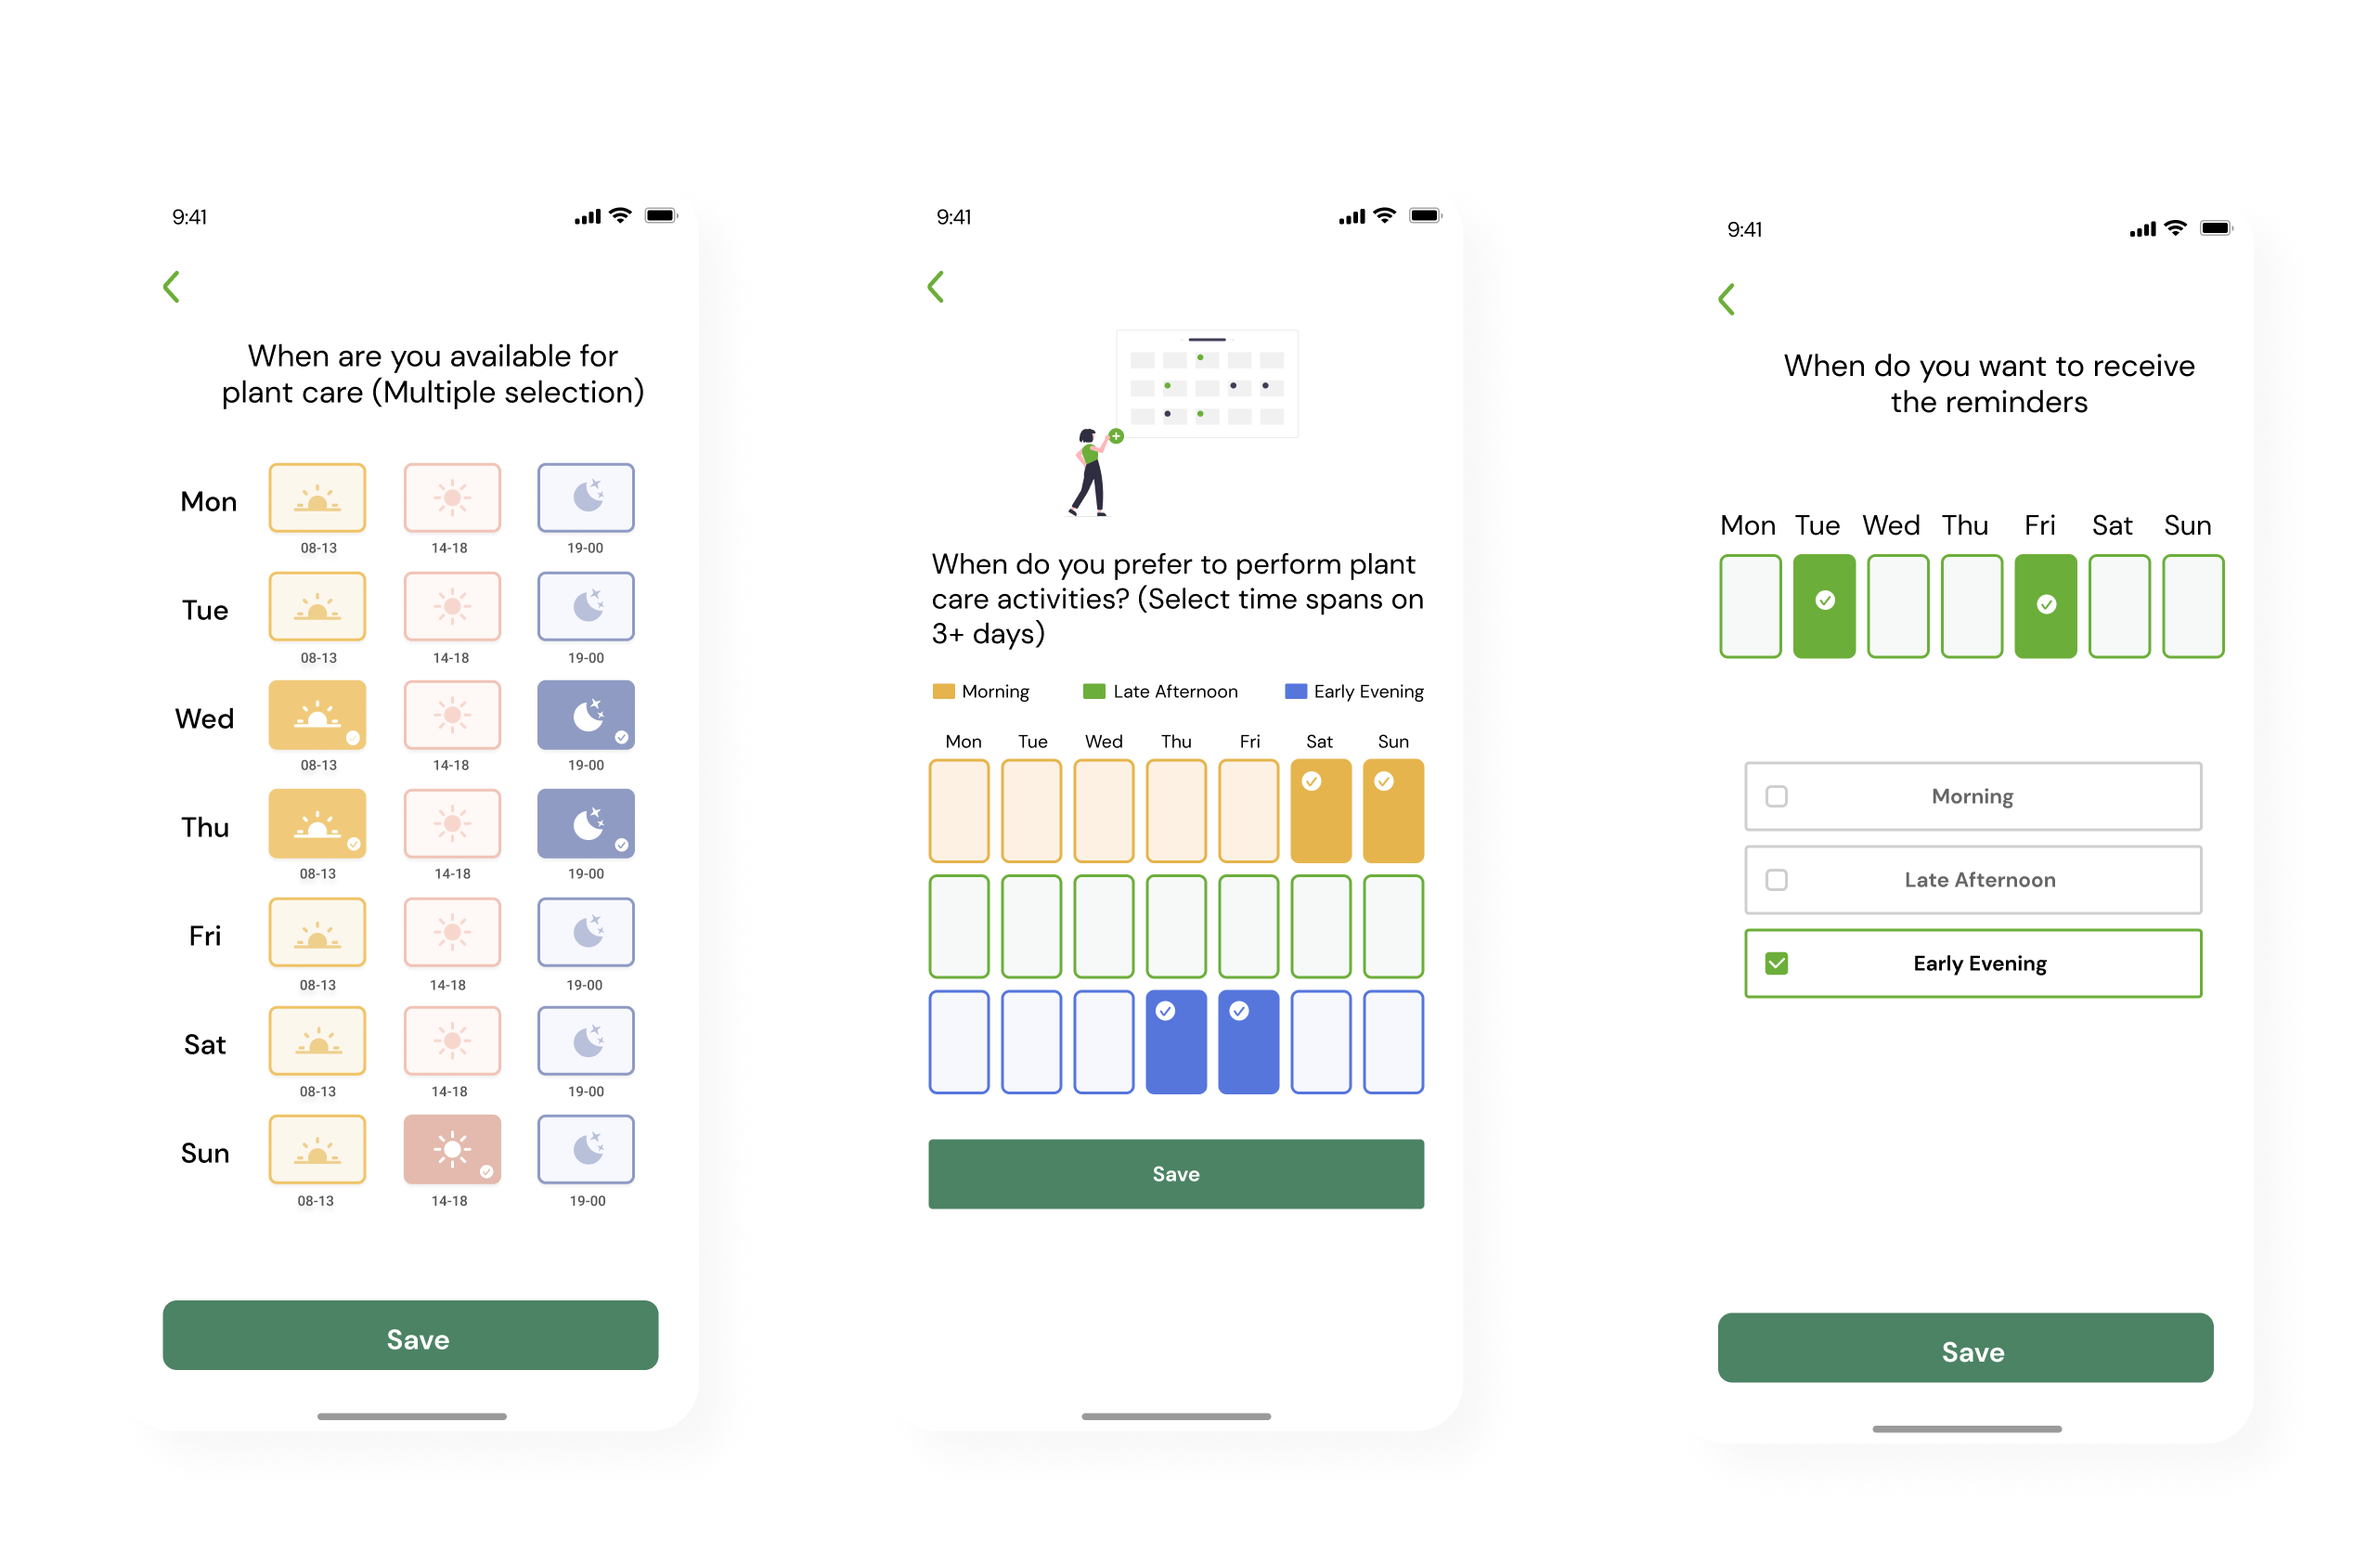 9:41
When are you available for
plant care (Multiple selection)
Mon
08-13 14-18 19-00
Tue
08-13 14-18 19-00
Wed
08-13 14-18 19-00
Thu
08-13 14-18 19-00
Fri
08-13 14-18 19-00
Sat
08-13 14-18 19-00
Sun
08-13 14-18 19-00
Save
9:41
When do you prefer to perform plant
care activities? (Select time spans on
3+ days)
Morning Late Afternoon Early Evening
Mon Tue Wed Thu Fri Sat Sun
Save
9:41
When do you want to receive
the reminders
Mon Tue Wed Thu Fri Sat Sun
Morning
Late Afternoon
Early Evening
Save